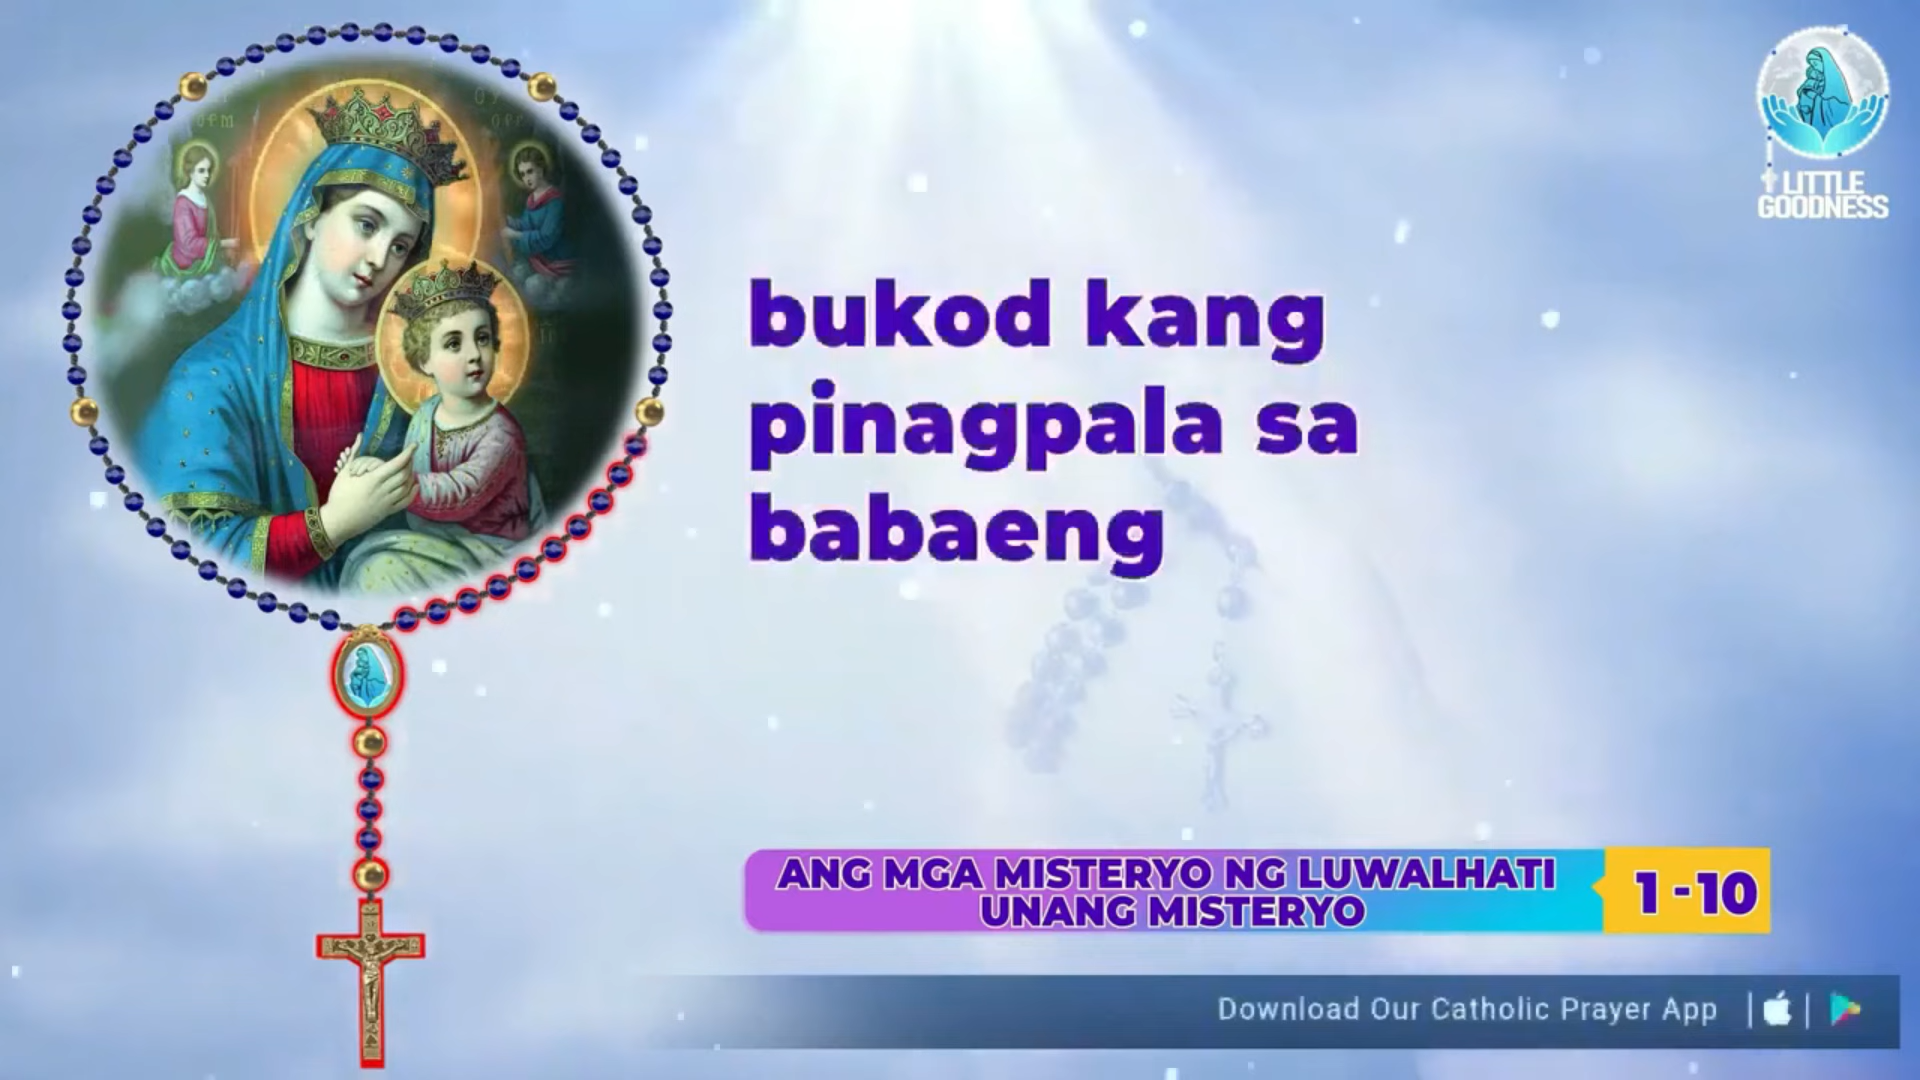 LITTLE
GOODNESS
bukod kang
pinagpala sa
babaeng
ANG MGA MISTERYO NG LUWALHATI
UNANG MISTERYO
1 - 10
Download Our Catholic Prayer App